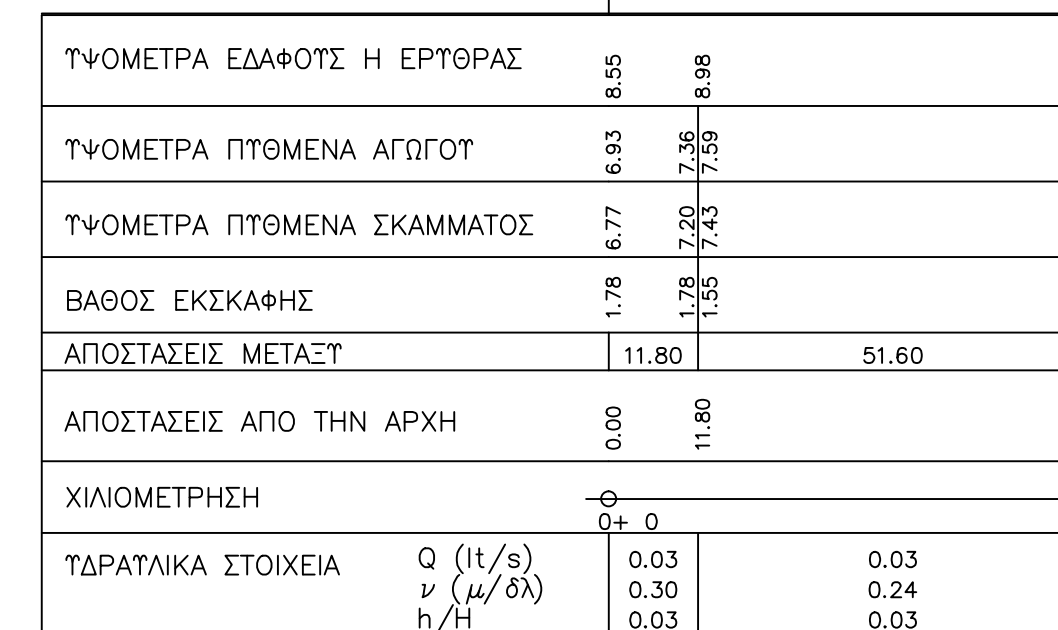 ΥΨΟΜΕΤΡΑ ΕΔΑΦΟΥΣ Η ΕΡΥΘΡΑΣ 8.55 8.98
ΥΨΟΜΕΤΡΑ ΠΥΘΜΕΝΑ ΑΓΩΓΟΥ 6.93 7.36 7.59
ΥΨΟΜΕΤΡΑ ΠΥΘΜΕΝΑ ΣΚΑΜΜΑΤΟΣ 6.77 7.20 7.43
ΒΑΘΟΣ ΕΚΣΚΑΦΗΣ 1.78 1.78 1.55
ΑΠΟΣΤΑΣΕΙΣ ΜΕΤΑΞΥ 11.80 51.60
ΑΠΟΣΤΑΣΕΙΣ ΑΠΟ ΤΗΝ ΑΡΧΗ 0.00 11.80
ΧΙΛΙΟΜΕΤΡΗΣΗ
0+ 0
ΥΔΡΑΥΛΙΚΑ ΣΤΟΙΧΕΙΑ Q (lt/s) 0.03 0.03
ν (μ/δλ) 0.30 0.24
h/H 0.03 0.03